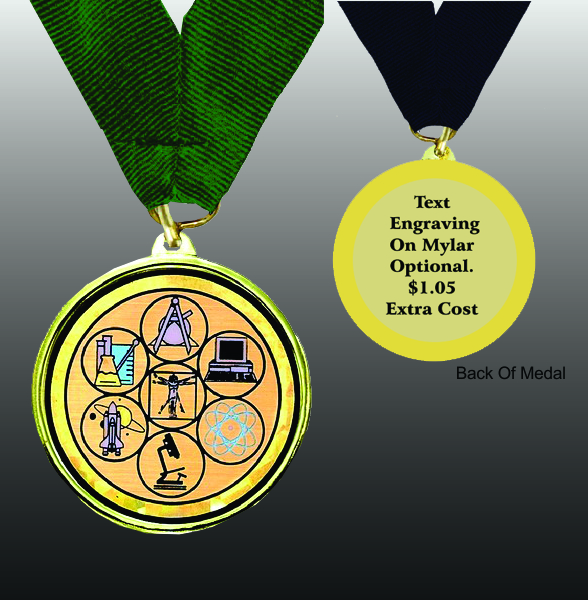 Text
Engraving
On Mylar
Optional.
$1.05
Extra Cost
Back Of Medal